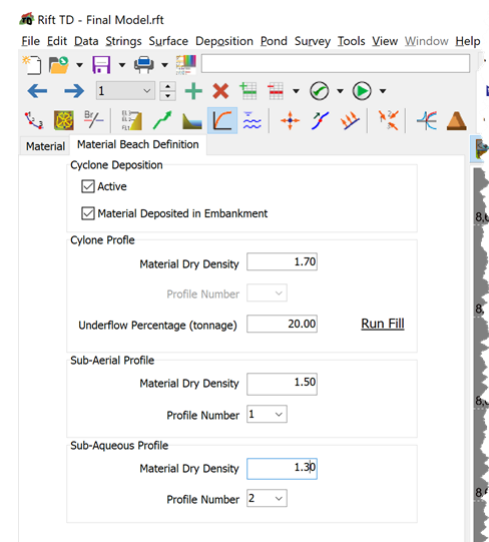 Rift TD - Final Model.rft
File Edit Data Strings Surface Deposition Pond Survey Tools View Window Help
1
Material Material Beach Definition
Cyclone Deposition
Active
Material Deposited in Embankment
Cylone Profle
Material Dry Density 1.70
Profile Number
Underflow Percentage (tonnage) 20.00 Run Fill
Sub-Aerial Profile
Material Dry Density 1.50
Profile Number 1
Sub-Aqueous Profile
Material Dry Density 1.30
Profile Number 2